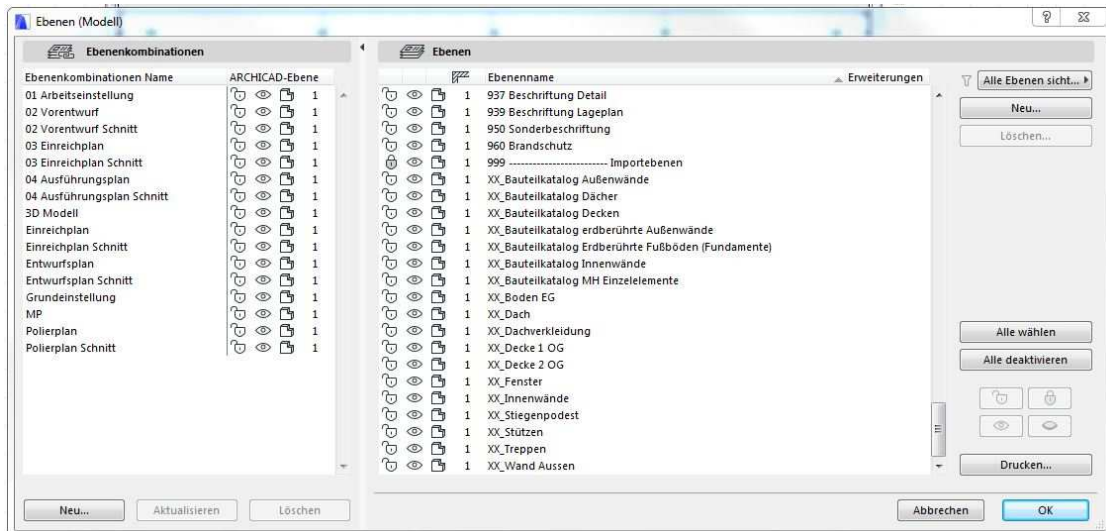 Ebenen (Modell)
Ebenenkombinationen
Ebenen
Ebenenkombinationen Name ARCHICAD-Ebene
01 Arbeitseinstellung 1
02 Vorentwurf 1
02 Vorentwurf Schnitt 1
03 Einreichplan 1
03 Einreichplan Schnitt 1
04 Ausführungsplan 1
04 Ausführungsplan Schnitt 1
3D Modell 1
Einreichplan 1
Einreichplan Schnitt 1
Entwurfsplan 1
Entwurfsplan Schnitt 1
Grundeinstellung 1
MP 1
Polierplan 1
Polierplan Schnitt 1
Neu... Aktualisieren Löschen
Ebenenname Erweiterungen
1 937 Beschriftung Detail
1 939 Beschriftung Lageplan
1 950 Sonderbeschriftung
1 960 Brandschutz
1 999 ------------------------- Importebenen
1 XX_Bauteilkatalog Außenwände
1 XX_Bauteilkatalog Dächer
1 XX_Bauteilkatalog Decken
1 XX_Bauteilkatalog erdberührte Außenwände
1 XX_Bauteilkatalog Erdberührte Fußböden (Fundamente)
1 XX_Bauteilkatalog Innenwände
1 XX_Bauteilkatalog MH Einzelelemente
1 XX_Boden EG
1 XX_Dach
1 XX_Dachverkleidung
1 XX_Decke 1 OG
1 XX_Decke 2 OG
1 XX_Fenster
1 XX_Innenwände
1 XX_Stiegenpodest
1 XX_Stützen
1 XX_Treppen
1 XX_Wand Aussen
Alle Ebenen sicht...
Neu...
Löschen...
Alle wählen
Alle deaktivieren
Drucken...
Abbrechen OK